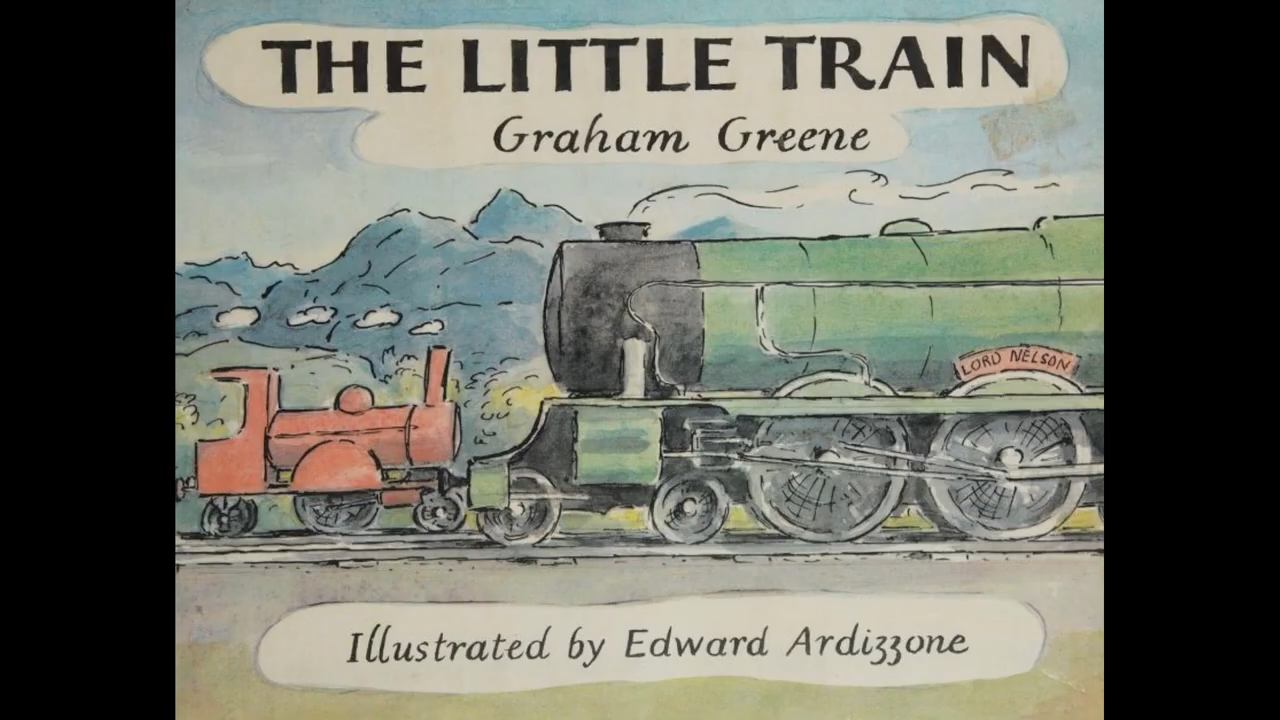 THE LITTLE TRAIN
Graham Greene
LORD NELSON
Illustrated by Edward Ardizzone